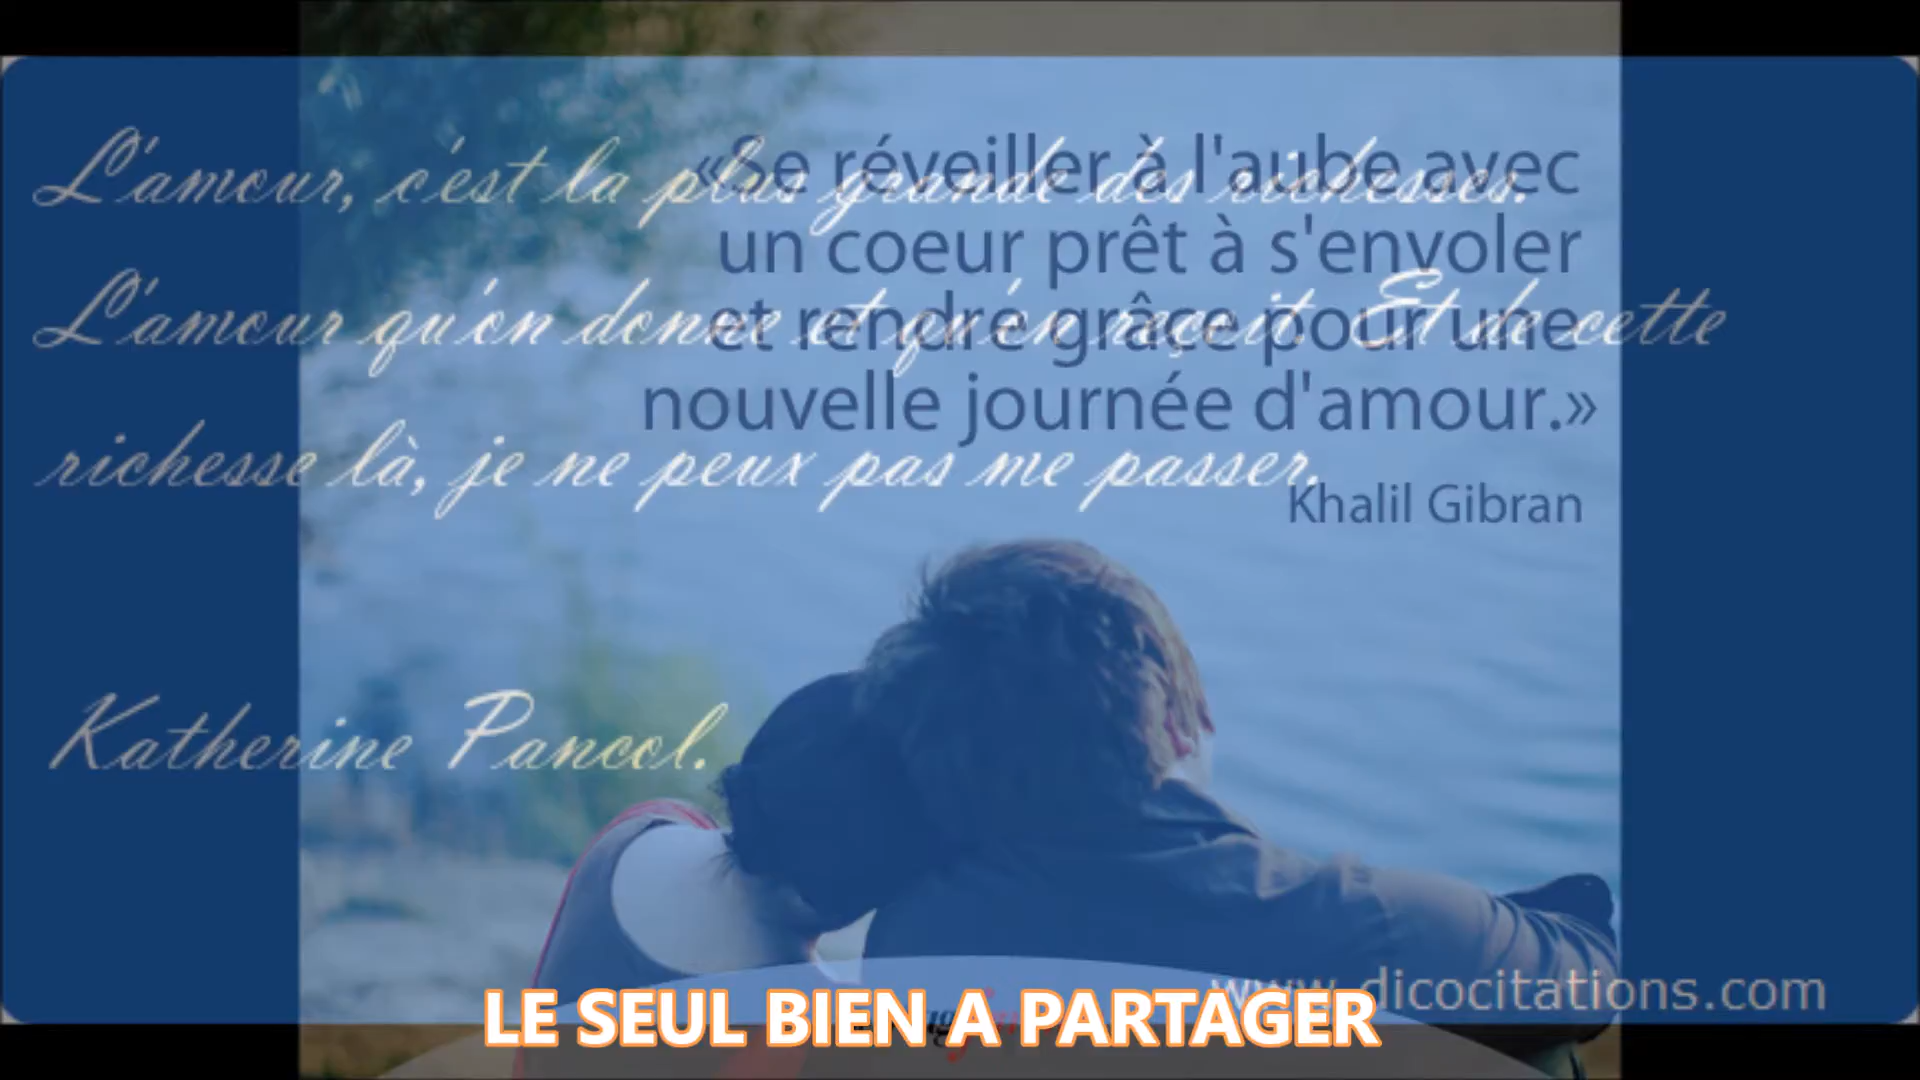 L'amour, c'est la plus grande des richesses.
L'amour qu'on donne et qu'on reçoit. Et de cette
richesse là, je ne peux pas me passer.
Katherine Pancol.
«Se réveiller à l'aube avec
un coeur prêt à s'envoler
et rendre grâce pour une
nouvelle journée d'amour.»
Khalil Gibran
www.dicocitations.com
LE SEUL BIEN A PARTAGER